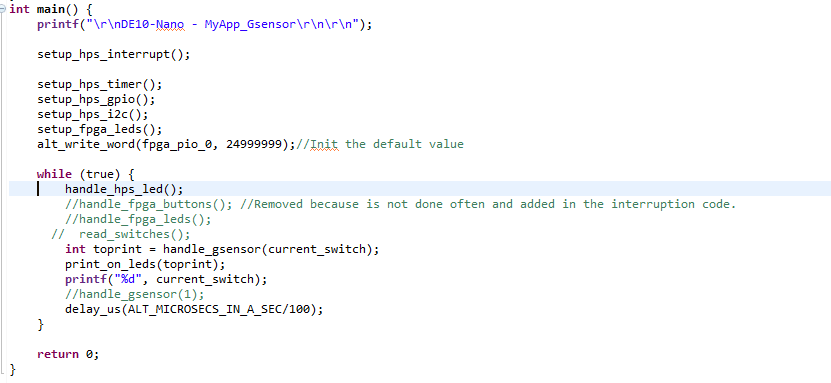 int main() {
    printf("\r\nDE10-Nano - MyApp_Gsensor\r\n\r\n");

    setup_hps_interrupt();

    setup_hps_timer();
    setup_hps_gpio();
    setup_hps_i2c();
    setup_fpga_leds();
    alt_write_word(fpga_pio_0, 24999999);//Init the default value

    while (true) {
        handle_hps_led();
        //handle_fpga_buttons(); //Removed because is not done often and added in the interruption code.
        //handle_fpga_leds();
      //  read_switches();
        int toprint = handle_gsensor(current_switch);
        print_on_leds(toprint);
        printf("%d", current_switch);
        //handle_gsensor(1);
        delay_us(ALT_MICROSECS_IN_A_SEC/100);
    }

    return 0;
}